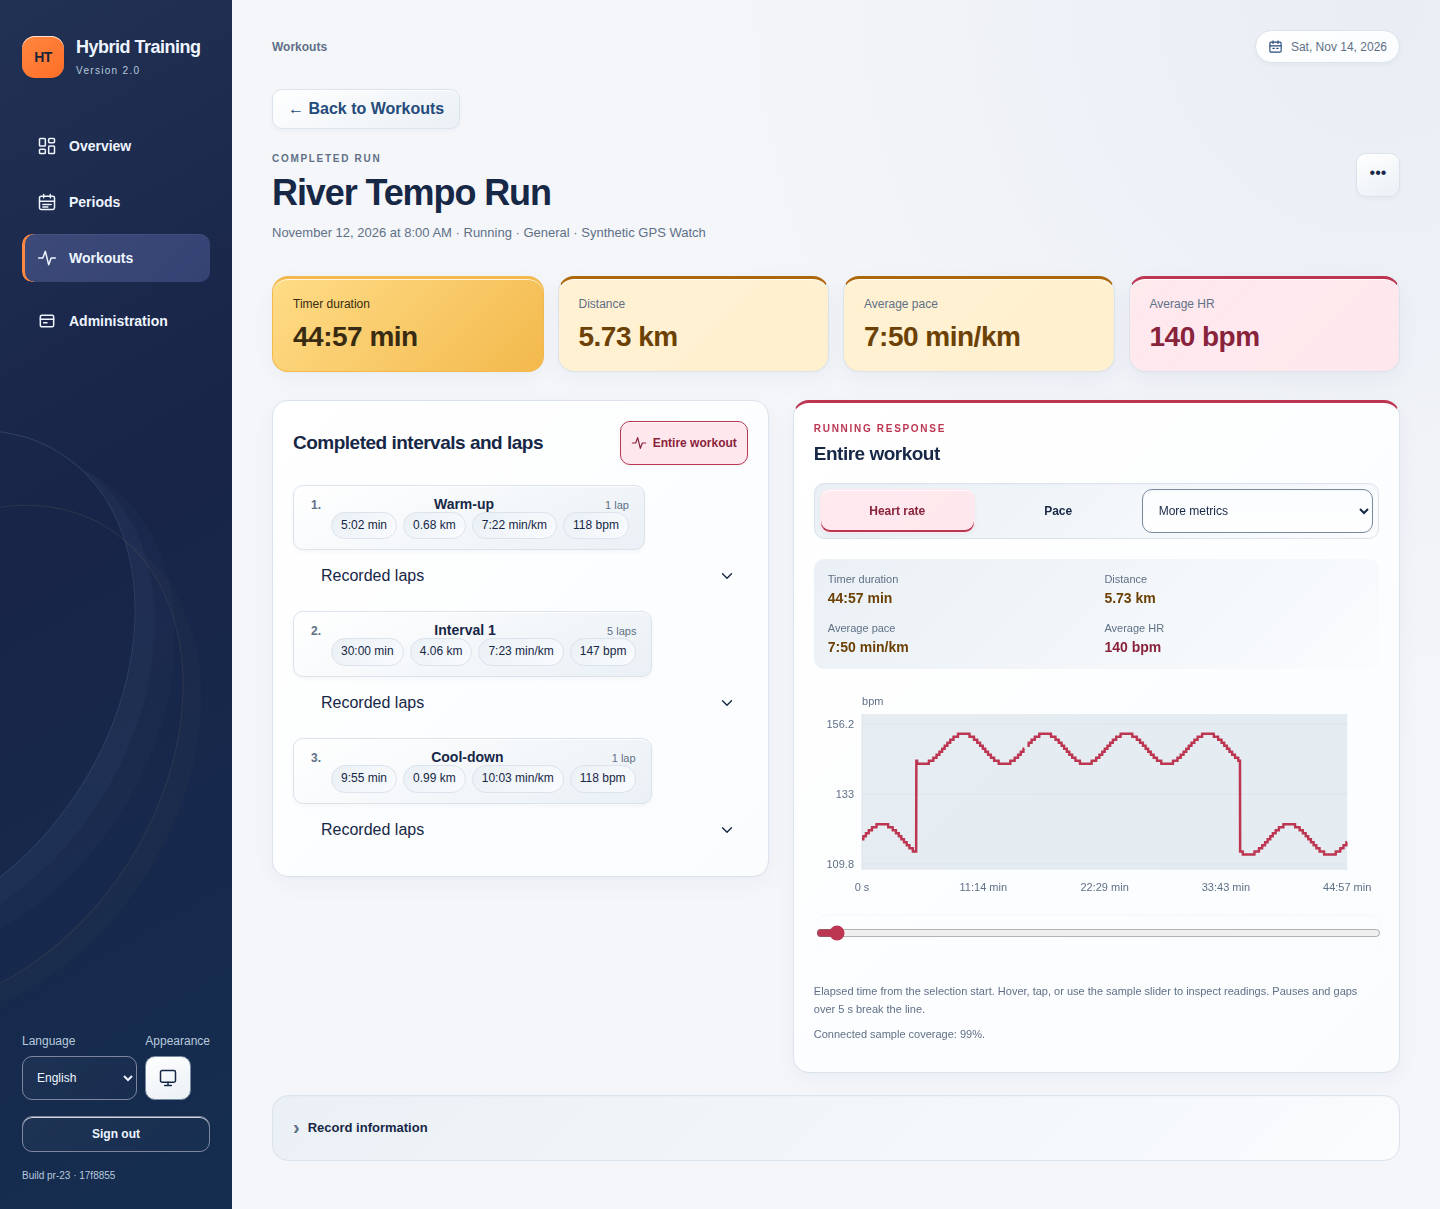 HT
Hybrid Training
Version 2.0
Overview
Periods
Workouts
Administration
Language
Appearance
English
Sign out
Build pr-23 · 17f8855
Workouts
Sat, Nov 14, 2026
← Back to Workouts
COMPLETED RUN
River Tempo Run
•••
November 12, 2026 at 8:00 AM · Running · General · Synthetic GPS Watch
Timer duration
44:57 min
Distance
5.73 km
Average pace
7:50 min/km
Average HR
140 bpm
Completed intervals and laps
Entire workout
1. Warm-up 1 lap
5:02 min 0.68 km 7:22 min/km 118 bpm
Recorded laps
2. Interval 1 5 laps
30:00 min 4.06 km 7:23 min/km 147 bpm
Recorded laps
3. Cool-down 1 lap
9:55 min 0.99 km 10:03 min/km 118 bpm
Recorded laps
RUNNING RESPONSE
Entire workout
Heart rate Pace More metrics
Timer duration
44:57 min
Distance
5.73 km
Average pace
7:50 min/km
Average HR
140 bpm
bpm
156.2
133
109.8
0 s 11:14 min 22:29 min 33:43 min 44:57 min
Elapsed time from the selection start. Hover, tap, or use the sample slider to inspect readings. Pauses and gaps
over 5 s break the line.
Connected sample coverage: 99%.
› Record information